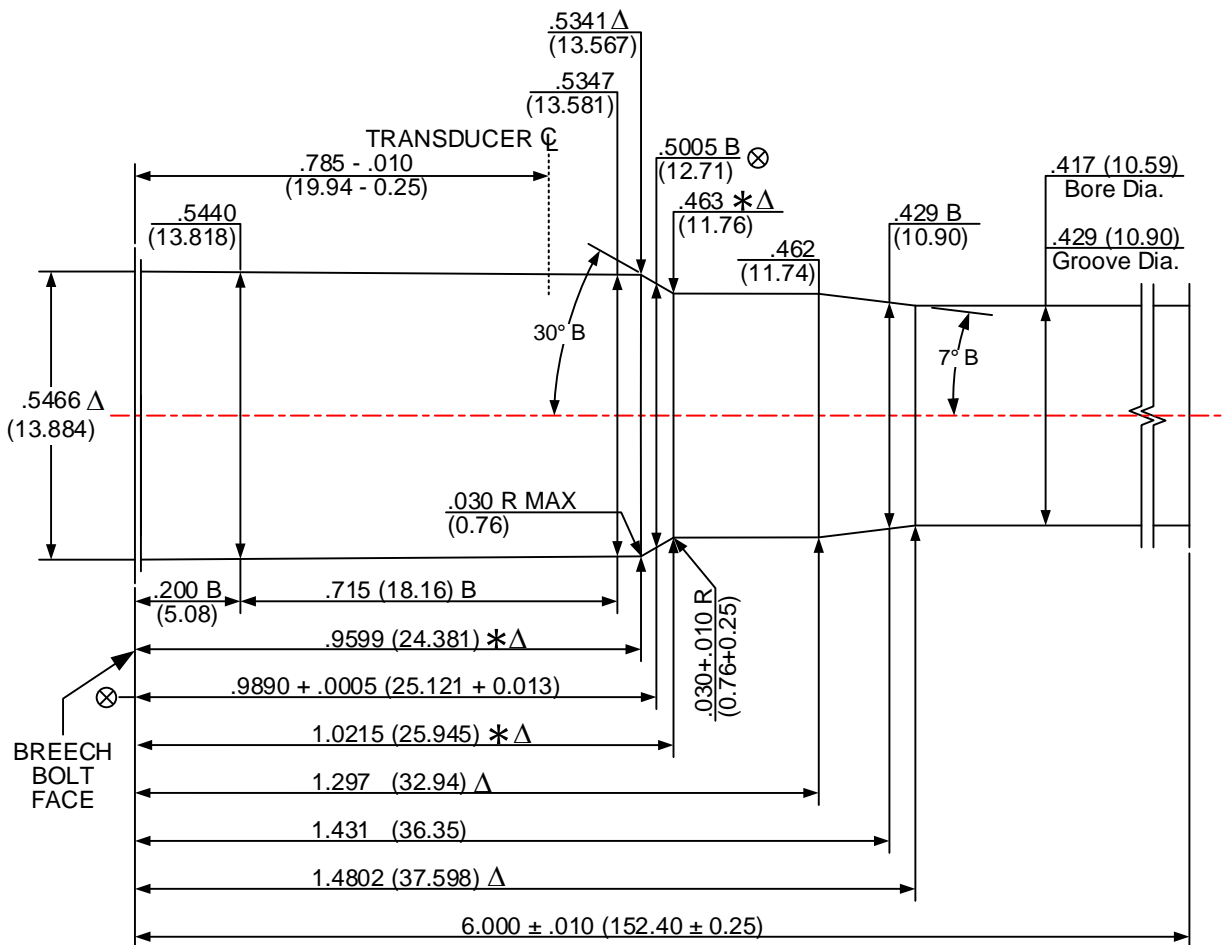 .5341 Δ
(13.567)
.5347
(13.581)
TRANSDUCER ℄
.785 - .010
(19.94 - 0.25)
.5005 B ⊗
(12.71)
.417 (10.59)
Bore Dia.
.463 ✱ Δ
(11.76)
.5440
(13.818)
.429 B
(10.90)
.462
(11.74)
.429 (10.90)
Groove Dia.
30° B
7° B
.5466 Δ
(13.884)
.030 R MAX
(0.76)
.200 B
(5.08)
.715 (18.16) B
.030+.010 R
(0.76+0.25)
.9599 (24.381) ✱ Δ
⊗
.9890 + .0005 (25.121 + 0.013)
1.0215 (25.945) ✱ Δ
BREECH
BOLT
FACE
1.297 (32.94) Δ
1.431 (36.35)
1.4802 (37.598) Δ
6.000 ± .010 (152.40 ± 0.25)